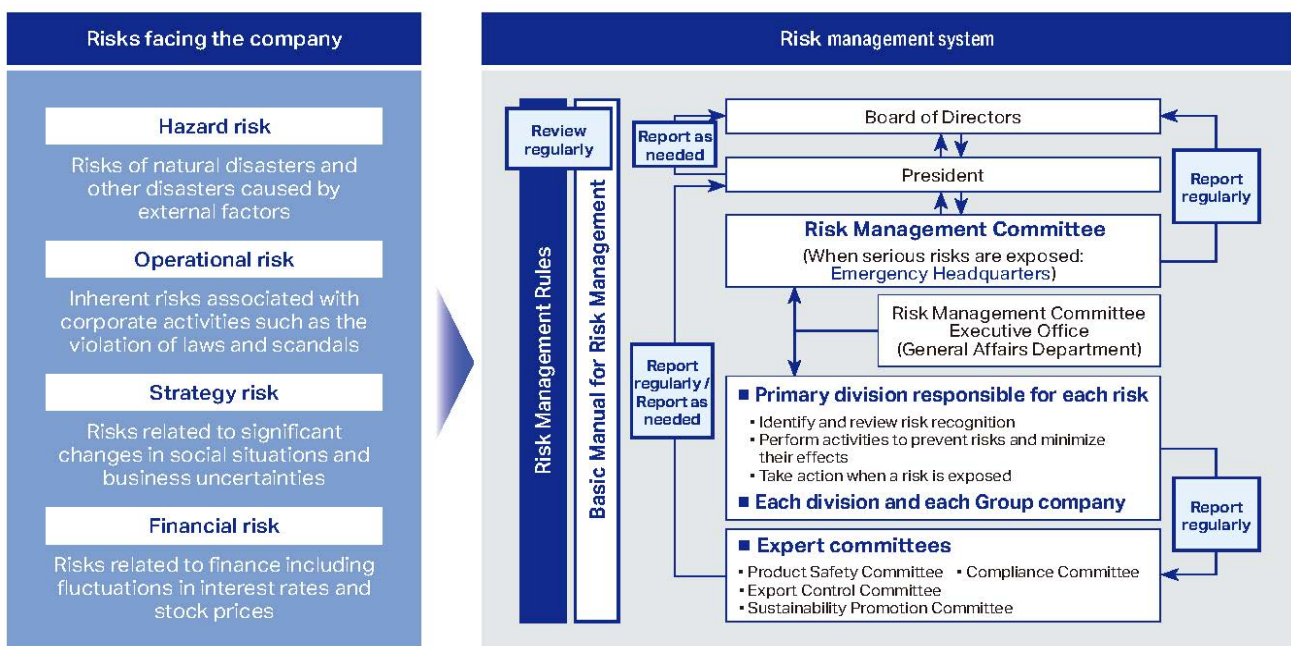 Risks facing the company
Hazard risk
Risks of natural disasters and
other disasters caused by
external factors
Operational risk
Inherent risks associated with
corporate activities such as the
violation of laws and scandals
Strategy risk
Risks related to significant
changes in social situations and
business uncertainties
Financial risk
Risks related to finance including
fluctuations in interest rates and
stock prices
Risk management system
Review
regularly
Risk Management Rules
Basic Manual for Risk Management
Report as
needed
Board of Directors
President
Report
regularly
Risk Management Committee
(When serious risks are exposed:
Emergency Headquarters)
Risk Management Committee
Executive Office
(General Affairs Department)
Report
regularly /
Report as
needed
■ Primary division responsible for each risk
▪ Identify and review risk recognition
▪ Perform activities to prevent risks and minimize
their effects
▪ Take action when a risk is exposed
■ Each division and each Group company
Report
regularly
■ Expert committees
▪ Product Safety Committee ▪ Compliance Committee
▪ Export Control Committee
▪ Sustainability Promotion Committee